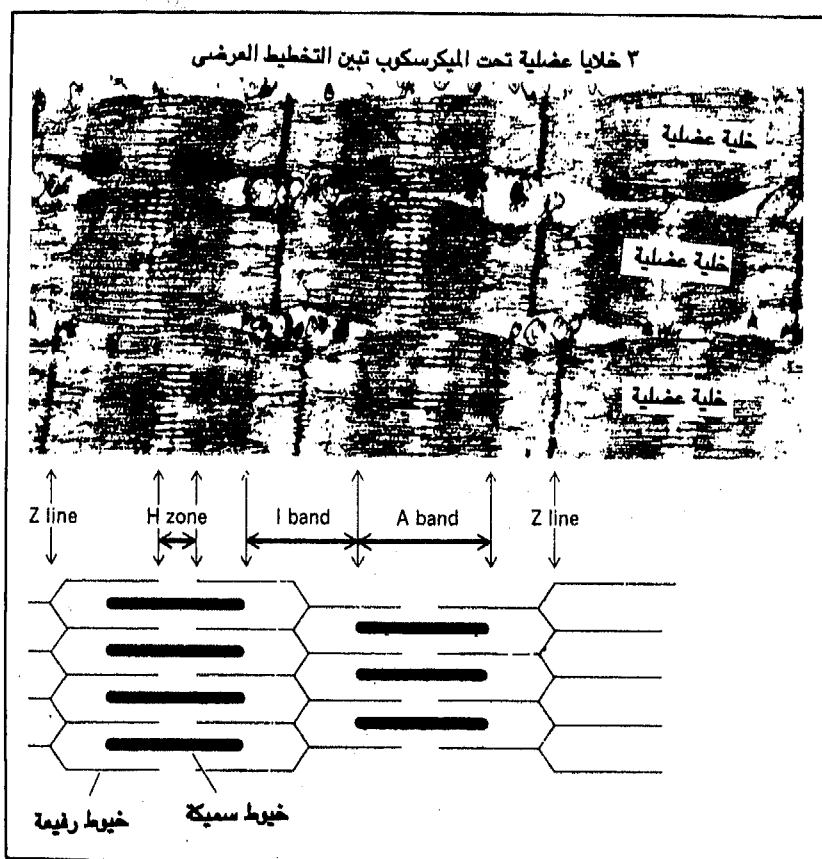 ٣ خلايا عضلية تحت الميكرسكوب تبين التخطيط العرضى
خلية عضلية
خلية عضليية
خلية عضلية
Z line
H zone
I band
A band
Z line
خيوط سميكة
خيوط رفيعة